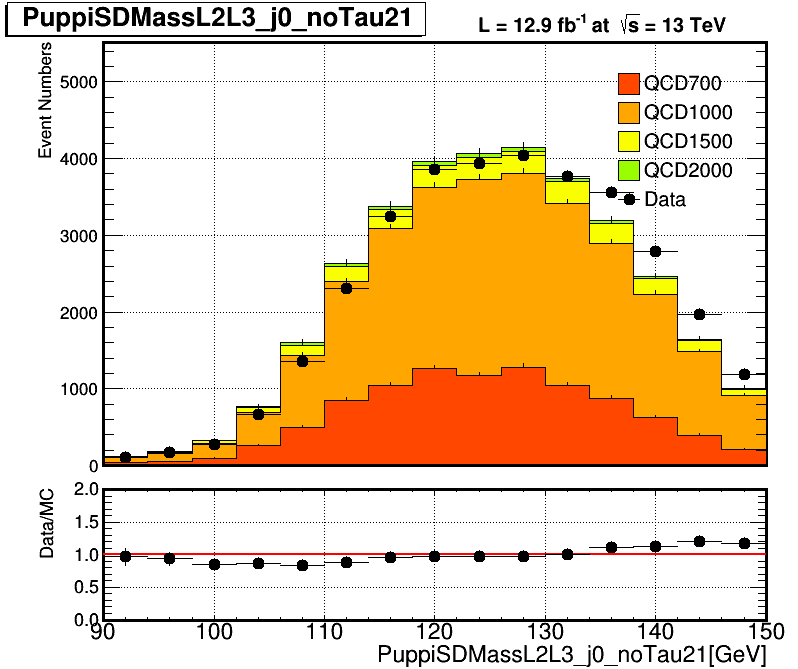 PuppiSDMassL2L3_j0_noTau21
L = 12.9 fb-1 at √s = 13 TeV
Event Numbers
5000
4000
3000
2000
1000
0
QCD700
QCD1000
QCD1500
QCD2000
Data
Data/MC
2.0
1.5
1.0
0.5
0.0
90 100 110 120 130 140 150
PuppiSDMassL2L3_j0_noTau21[GeV]